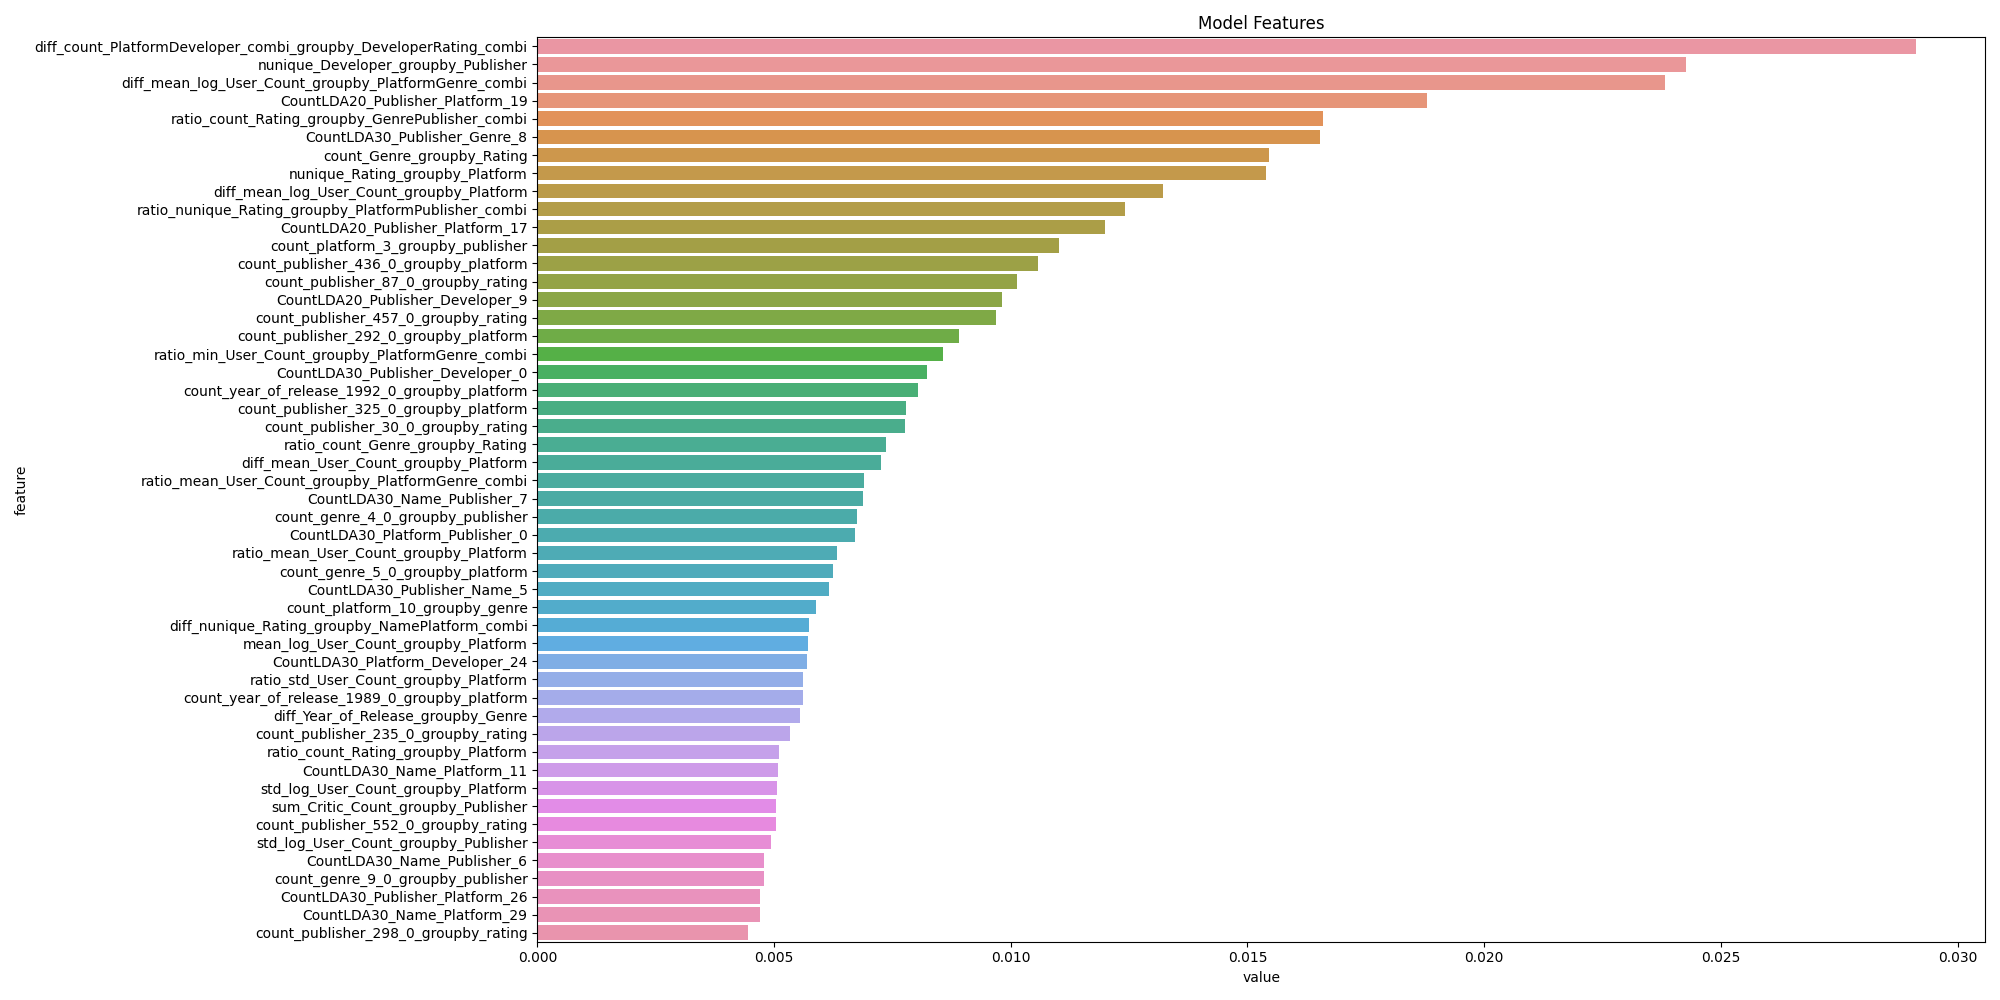 Model Features
diff_count_PlatformDeveloper_combi_groupby_DeveloperRating_combi
nunique_Developer_groupby_Publisher
diff_mean_log_User_Count_groupby_PlatformGenre_combi
CountLDA20_Publisher_Platform_19
ratio_count_Rating_groupby_GenrePublisher_combi
CountLDA30_Publisher_Genre_8
count_Genre_groupby_Rating
nunique_Rating_groupby_Platform
diff_mean_log_User_Count_groupby_Platform
ratio_nunique_Rating_groupby_PlatformPublisher_combi
CountLDA20_Publisher_Platform_17
count_platform_3_groupby_publisher
count_publisher_436_0_groupby_platform
count_publisher_87_0_groupby_rating
CountLDA20_Publisher_Developer_9
count_publisher_457_0_groupby_rating
count_publisher_292_0_groupby_platform
ratio_min_User_Count_groupby_PlatformGenre_combi
CountLDA30_Publisher_Developer_0
count_year_of_release_1992_0_groupby_platform
count_publisher_325_0_groupby_platform
count_publisher_30_0_groupby_rating
ratio_count_Genre_groupby_Rating
diff_mean_User_Count_groupby_Platform
ratio_mean_User_Count_groupby_PlatformGenre_combi
CountLDA30_Name_Publisher_7
count_genre_4_0_groupby_publisher
CountLDA30_Platform_Publisher_0
ratio_mean_User_Count_groupby_Platform
count_genre_5_0_groupby_platform
CountLDA30_Publisher_Name_5
count_platform_10_groupby_genre
diff_nunique_Rating_groupby_NamePlatform_combi
mean_log_User_Count_groupby_Platform
CountLDA30_Platform_Developer_24
ratio_std_User_Count_groupby_Platform
count_year_of_release_1989_0_groupby_platform
diff_Year_of_Release_groupby_Genre
count_publisher_235_0_groupby_rating
ratio_count_Rating_groupby_Platform
CountLDA30_Name_Platform_11
std_log_User_Count_groupby_Platform
sum_Critic_Count_groupby_Publisher
count_publisher_552_0_groupby_rating
std_log_User_Count_groupby_Publisher
CountLDA30_Name_Publisher_6
count_genre_9_0_groupby_publisher
CountLDA30_Publisher_Platform_26
CountLDA30_Name_Platform_29
count_publisher_298_0_groupby_rating
feature
0.000 0.005 0.010 0.015 0.020 0.025 0.030
value